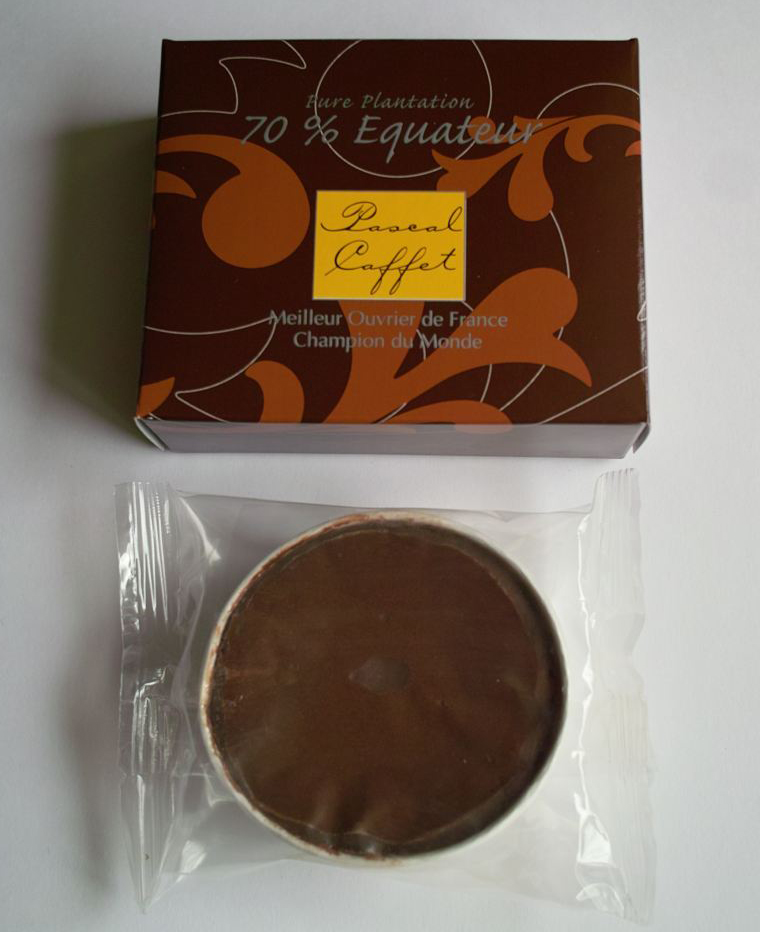 Pure Plantation
70 % Equateur
Pascal
Caffet
Meilleur Ouvrier de France
Champion du Monde